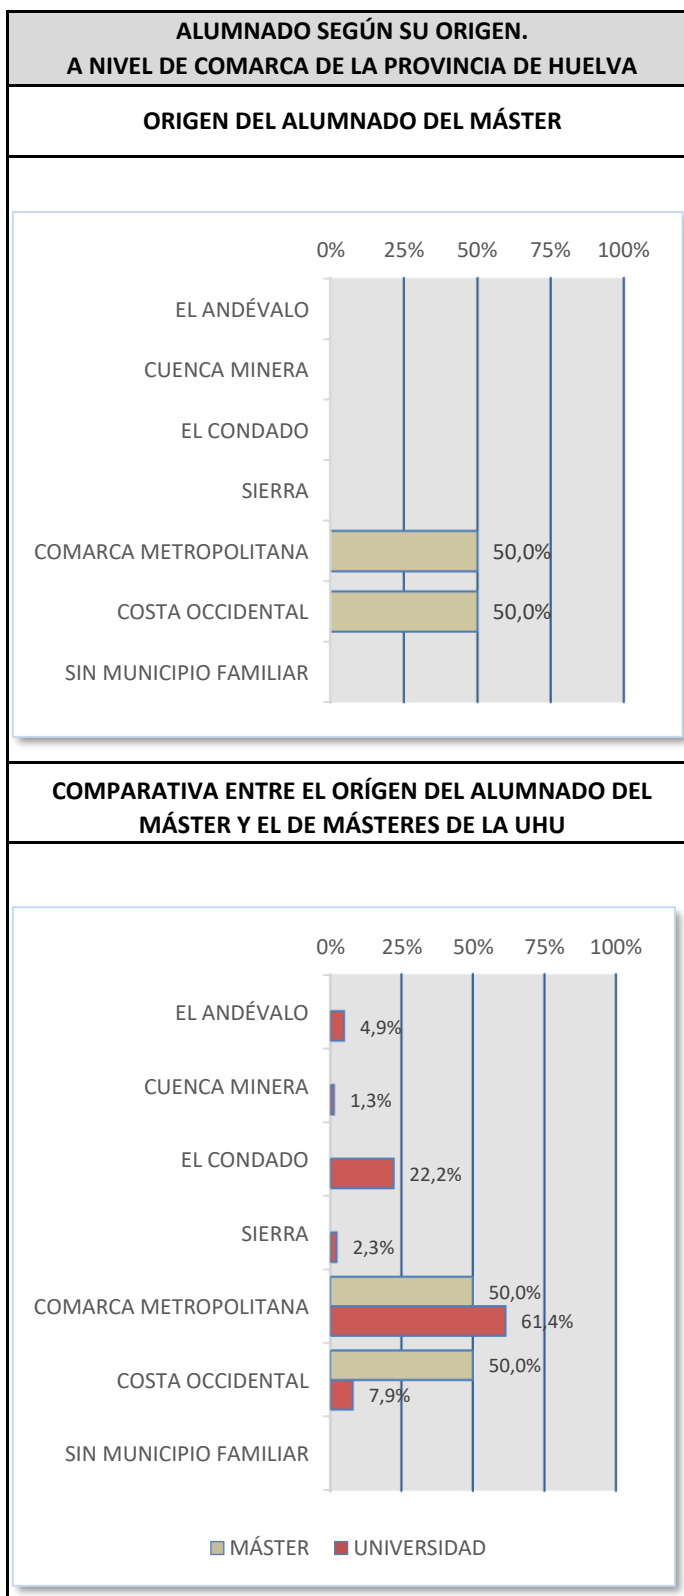 ALUMNADO SEGÚN SU ORIGEN.
A NIVEL DE COMARCA DE LA PROVINCIA DE HUELVA
ORIGEN DEL ALUMNADO DEL MÁSTER
0% 25% 50% 75% 100%
EL ANDÉVALO
CUENCA MINERA
EL CONDADO
SIERRA
COMARCA METROPOLITANA 50,0%
COSTA OCCIDENTAL 50,0%
SIN MUNICIPIO FAMILIAR
COMPARATIVA ENTRE EL ORÍGEN DEL ALUMNADO DEL
MÁSTER Y EL DE MÁSTERES DE LA UHU
0% 25% 50% 75% 100%
EL ANDÉVALO 4,9%
CUENCA MINERA 1,3%
EL CONDADO 22,2%
SIERRA 2,3%
50,0%
COMARCA METROPOLITANA 61,4%
50,0%
COSTA OCCIDENTAL 7,9%
SIN MUNICIPIO FAMILIAR
MÁSTER UNIVERSIDAD